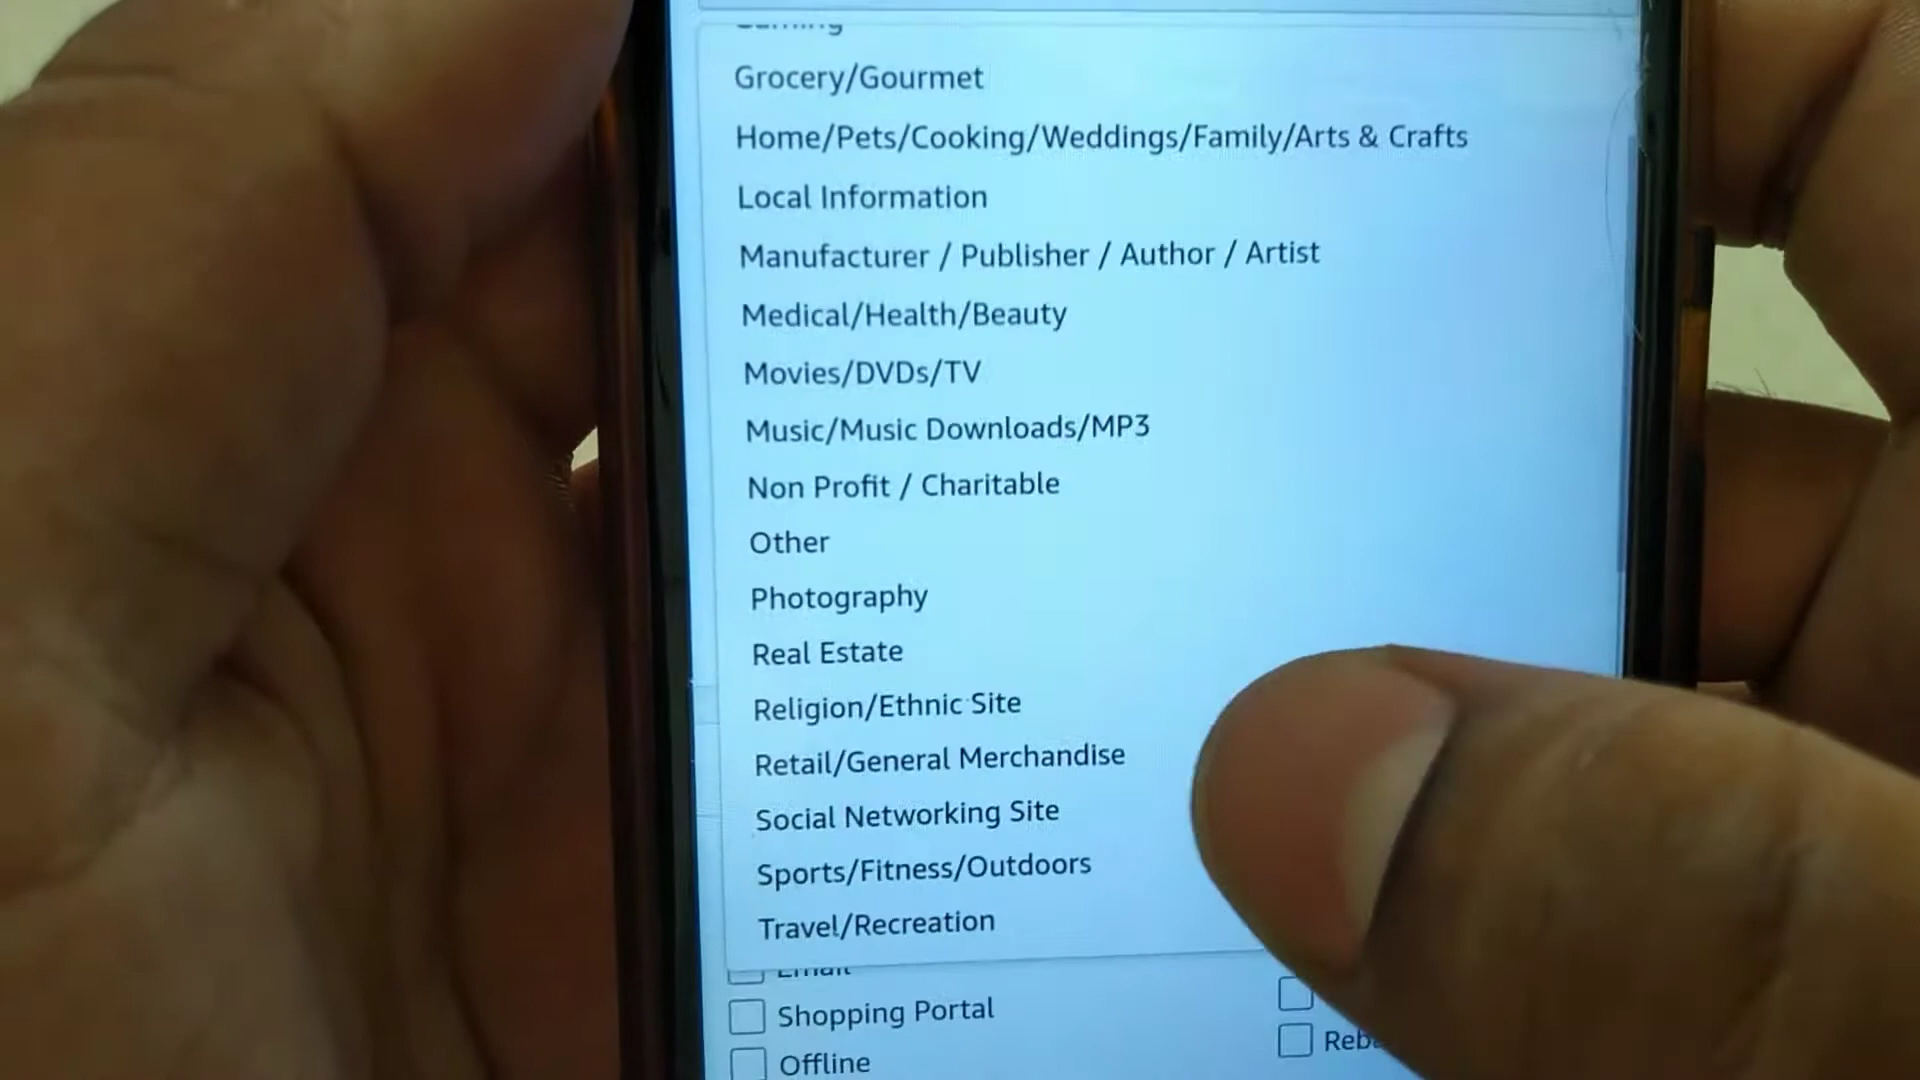 Grocery/Gourmet
Home/Pets/Cooking/Weddings/Family/Arts & Crafts
Local Information
Manufacturer / Publisher / Author / Artist
Medical/Health/Beauty
Movies/DVDs/TV
Music/Music Downloads/MP3
Non Profit / Charitable
Other
Photography
Real Estate
Religion/Ethnic Site
Retail/General Merchandise
Social Networking Site
Sports/Fitness/Outdoors
Travel/Recreation
Email
Shopping Portal
Offline